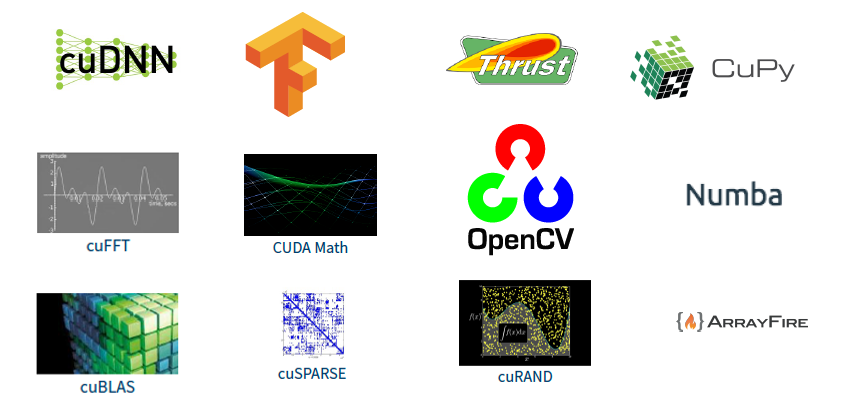 cuDNN
Thrust
CuPy
amplitude
0.01 0.02 0.03 0.04 0.05
time, secs
cuFFT
CUDA Math
OpenCV
Numba
cuBLAS
cuSPARSE
f(x)
∫f(x)dx
x
cuRAND
{} ARRAYFIRE